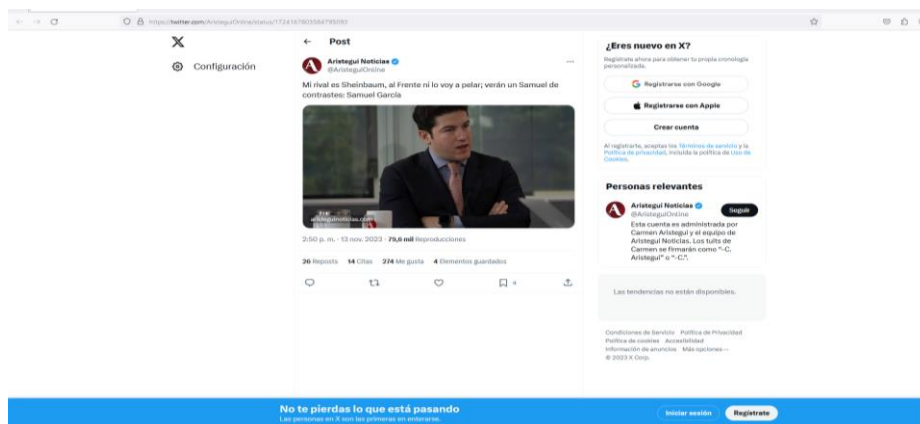 https://twitter.com/AristeguiOnline/status/
Configuración
Post
Aristegui Noticias
@AristeguiOnline
Mi rival es Sheinbaum, al Frente ni lo voy a pelar; verán un Samuel de
contrastes: Samuel García
aristeguinoticias.com
2:50 p. m. · 13 nov. 2023 · 79,6 mil Reproducciones
26 Reposts 14 Citas 274 Me gusta 4 Elementos guardados
¿Eres nuevo en X?
Regístrate ahora para obtener tu propia cronología
personalizada.
Registrarse con Google
Registrarse con Apple
Crear cuenta
Al registrarte, aceptas los Términos de servicio y la
Política de privacidad, incluida la política de Uso de
Cookies.
Personas relevantes
Aristegui Noticias
@AristeguiOnline
Seguir
Esta cuenta es administrada por
Carmen Aristegui y el equipo de
Aristegui Noticias. Los tuits de
Carmen se firmarán como "-C.
Aristegui" o "-C.".
Las tendencias no están disponibles.
Condiciones de Servicio Política de Privacidad
Política de cookies Accesibilidad
Información de anuncios Más opciones
© 2023 X Corp.
No te pierdas lo que está pasando
Las personas en X son las primeras en enterarse.
Iniciar sesión
Regístrate